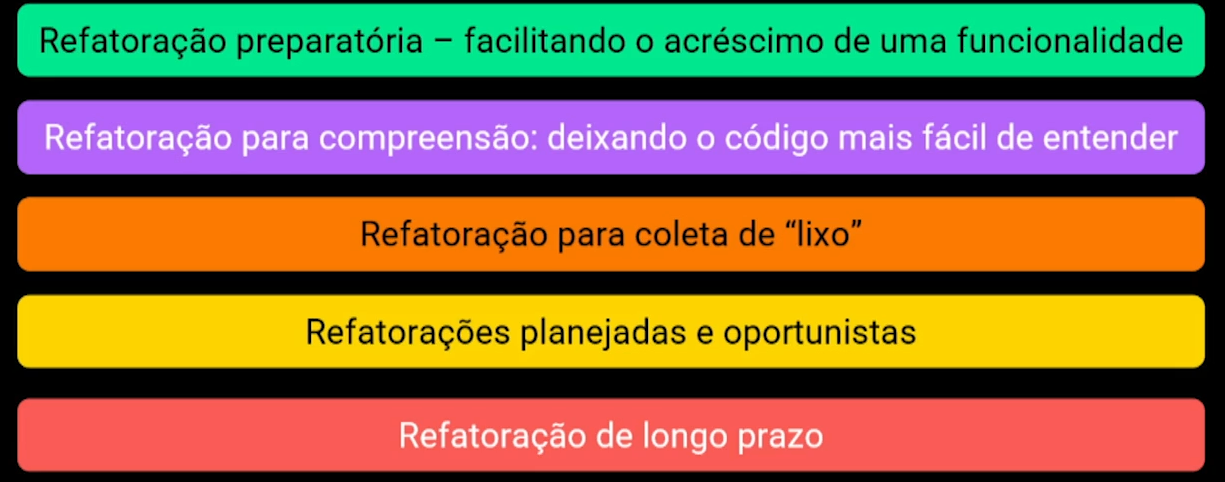 Refatoração preparatória – facilitando o acréscimo de uma funcionalidade
Refatoração para compreensão: deixando o código mais fácil de entender
Refatoração para coleta de “lixo”
Refatorações planejadas e oportunistas
Refatoração de longo prazo